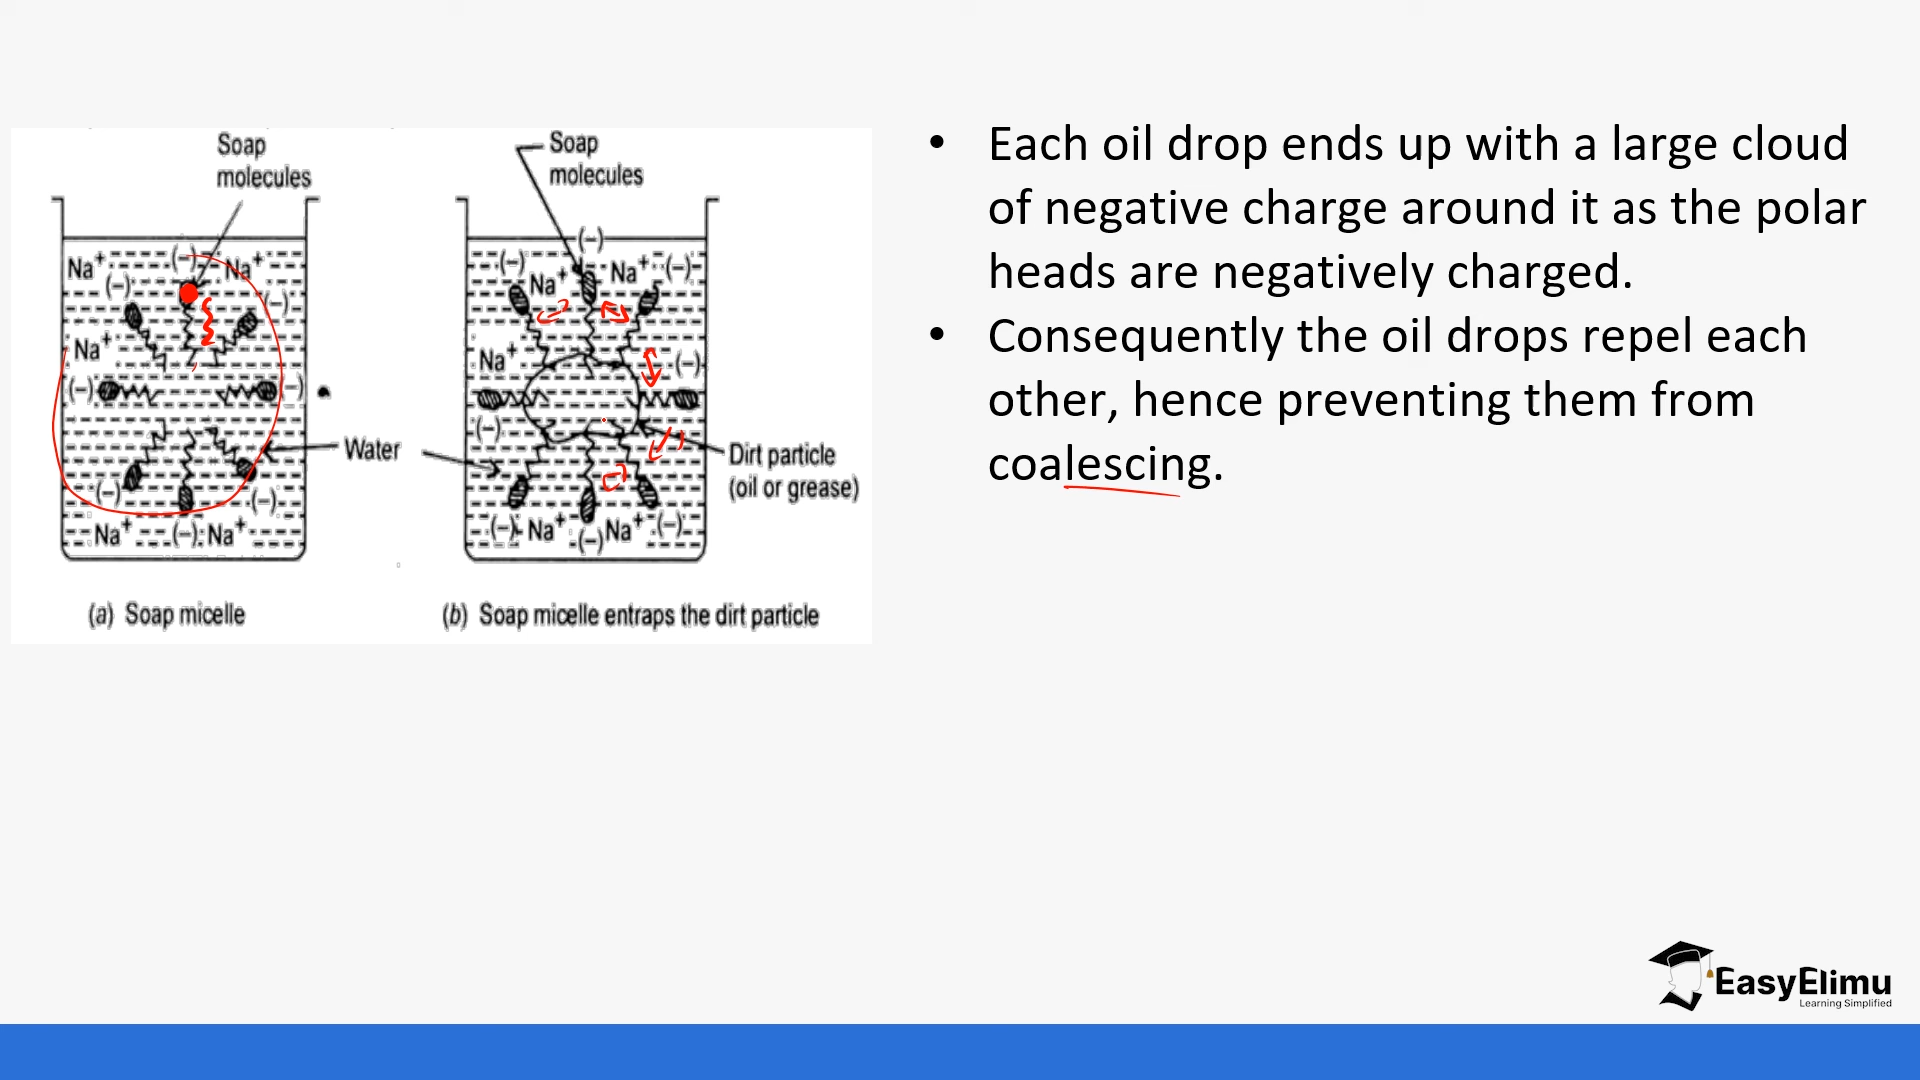 Soap
molecules
Na⁺
(–)
Na⁺
(–)
(–)
Na⁺
(–)
(–)
Water
(–)
(–)
Na⁺
(–)
Na⁺
(a) Soap micelle
Soap
molecules
(–)
(–)
Na⁺
Na⁺
(–)
Na⁺
(–)
(–)
Dirt particle
(oil or grease)
(–)
Na⁺
(–)
Na⁺
(–)
(b) Soap micelle entraps the dirt particle
• Each oil drop ends up with a large cloud
of negative charge around it as the polar
heads are negatively charged.
• Consequently the oil drops repel each
other, hence preventing them from
coalescing.
EasyElimu
Learning Simplified